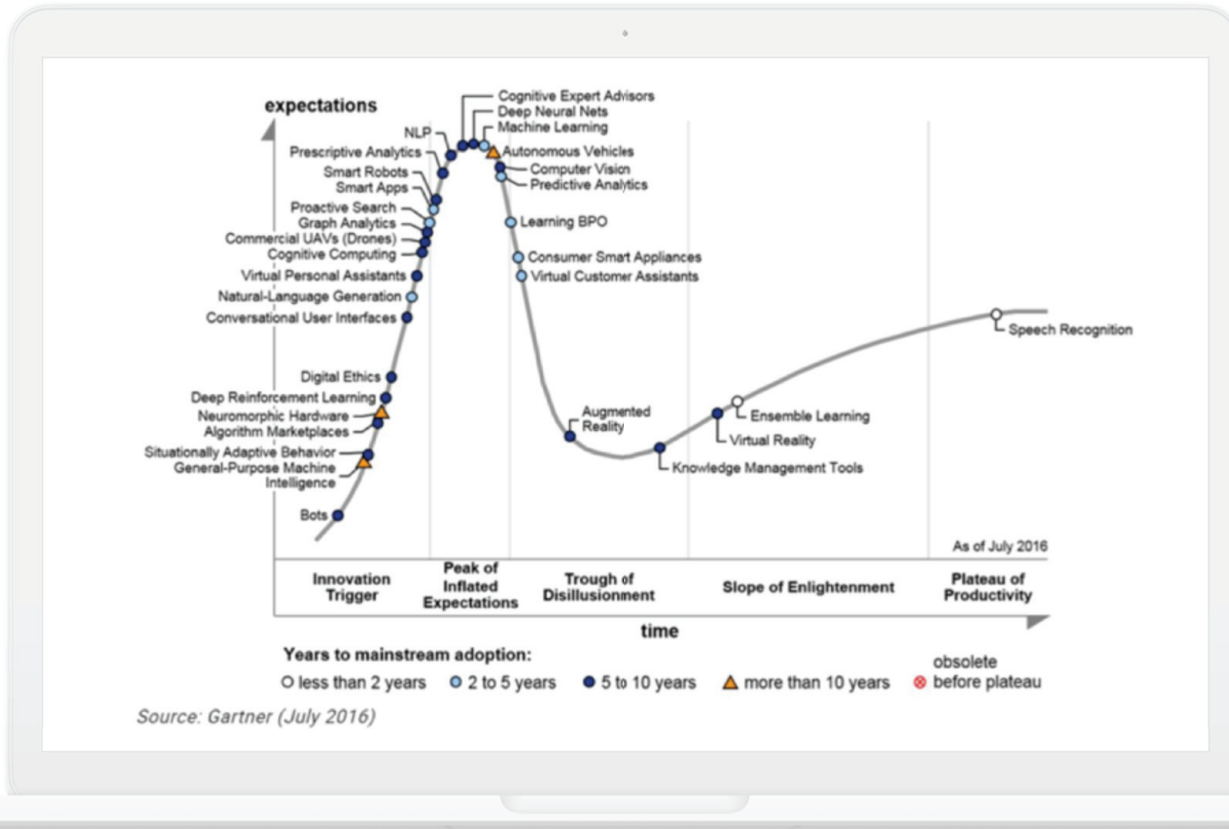 expectations
Cognitive Expert Advisors
Deep Neural Nets
Machine Learning
NLP
Autonomous Vehicles
Prescriptive Analytics
Computer Vision
Smart Robots
Predictive Analytics
Smart Apps
Proactive Search
Graph Analytics
Learning BPO
Commercial UAVs (Drones)
Cognitive Computing
Consumer Smart Appliances
Virtual Personal Assistants
Virtual Customer Assistants
Natural-Language Generation
Conversational User Interfaces
Speech Recognition
Digital Ethics
Deep Reinforcement Learning
Neuromorphic Hardware
Algorithm Marketplaces
Augmented
Reality
Ensemble Learning
Virtual Reality
Situationally Adaptive Behavior
General-Purpose Machine
Intelligence
Knowledge Management Tools
Bots
As of July 2016
Innovation
Trigger
Peak of
Inflated
Expectations
Trough of
Disillusionment
Slope of Enlightenment
Plateau of
Productivity
time
Years to mainstream adoption:
less than 2 years
2 to 5 years
5 to 10 years
more than 10 years
obsolete
before plateau
Source: Gartner (July 2016)